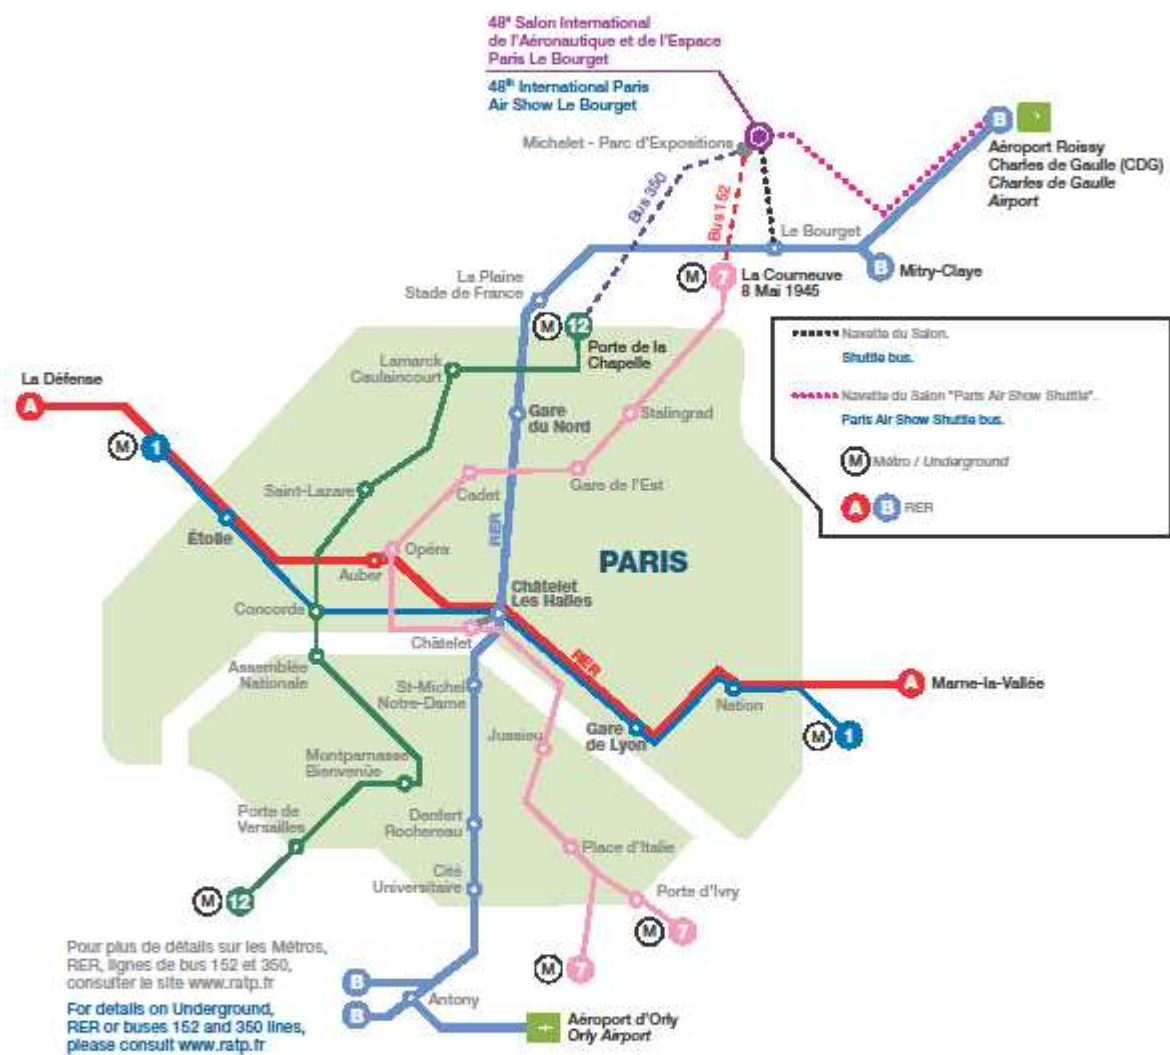 48e Salon International
de l'Aéronautique et de l'Espace
Paris Le Bourget
48th International Paris
Air Show Le Bourget
Michelet - Parc d'Expositions
B
Aéroport Roissy
Charles de Gaulle (CDG)
Charles de Gaulle
Airport
Bus 350
Bus 152
Le Bourget
B
Mitry-Claye
La Plaine
Stade de France
M
7
La Courneuve
8 Mai 1945
M
12
Porte de la
Chapelle
Navette du Salon.
Shuttle bus.
Navette du Salon "Paris Air Show Shuttle".
Paris Air Show Shuttle bus.
M
Métro / Underground
A
B
RER
Lamarck
Caulaincourt
La Défense
A
M
1
Gare
du Nord
Stalingrad
Saint-Lazare
Cadet
Gare de l'Est
Étoile
RER
Opéra
Auber
PARIS
Concorde
Châtelet
Les Halles
Châtelet
RER
Assemblée
Nationale
St-Michel
Notre-Dame
Nation
A
Marne-la-Vallée
Jussieu
Gare
de Lyon
M
1
Montparnasse
Bienvenüe
Porte de
Versailles
Denfert
Rochereau
Place d'Italie
Cité
Universitaire
Porte d'Ivry
M
12
M
7
M
7
Pour plus de détails sur les Métros,
RER, lignes de bus 152 et 350,
consulter le site www.ratp.fr
For details on Underground,
RER or buses 152 and 350 lines,
please consult www.ratp.fr
B
B
Antony
Aéroport d'Orly
Orly Airport